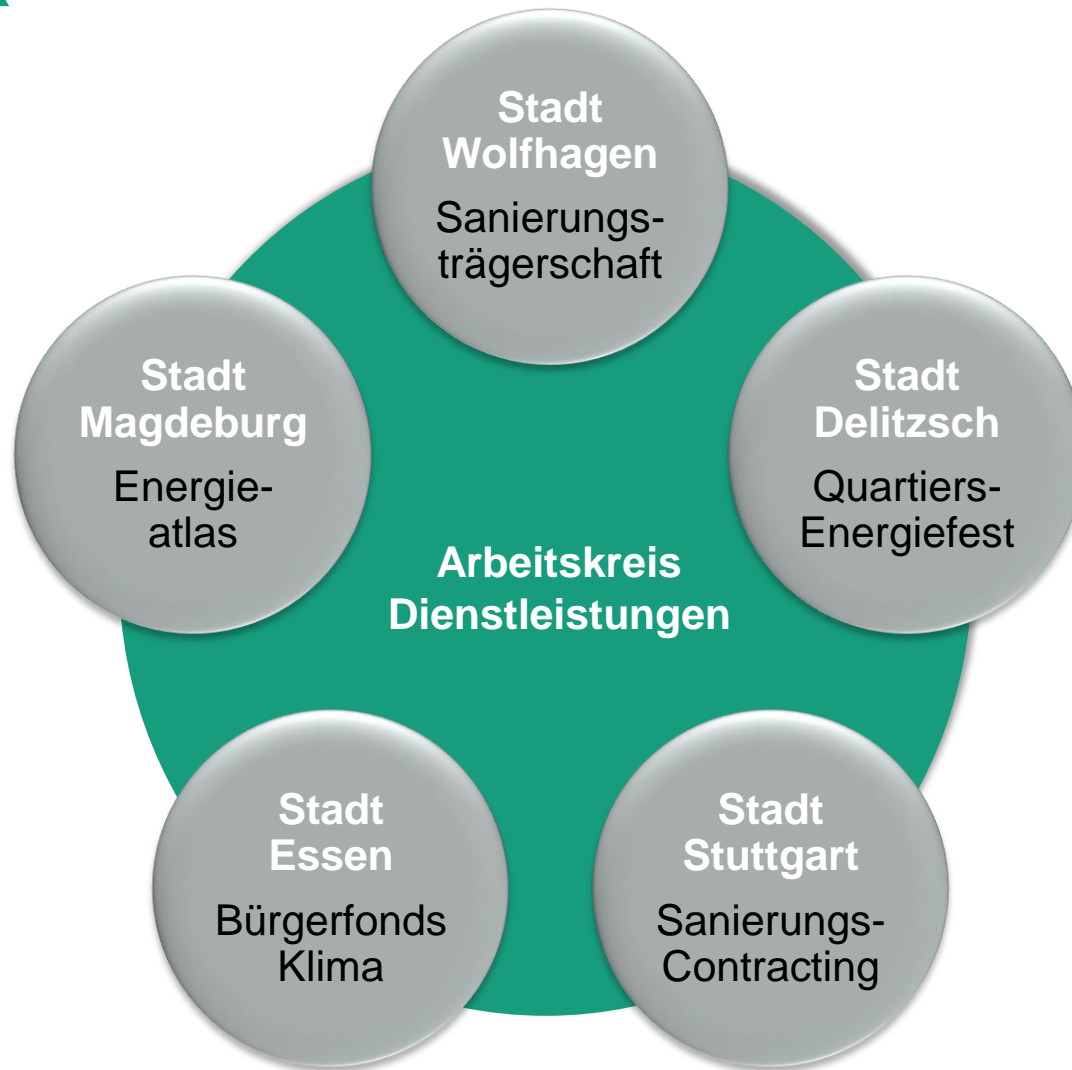 Stadt
Wolfhagen
Sanierungs-
trägerschaft
Stadt
Magdeburg
Energie-
atlas
Stadt
Delitzsch
Quartiers-
Energiefest
Arbeitskreis
Dienstleistungen
Stadt
Essen
Bürgerfonds
Klima
Stadt
Stuttgart
Sanierungs-
Contracting